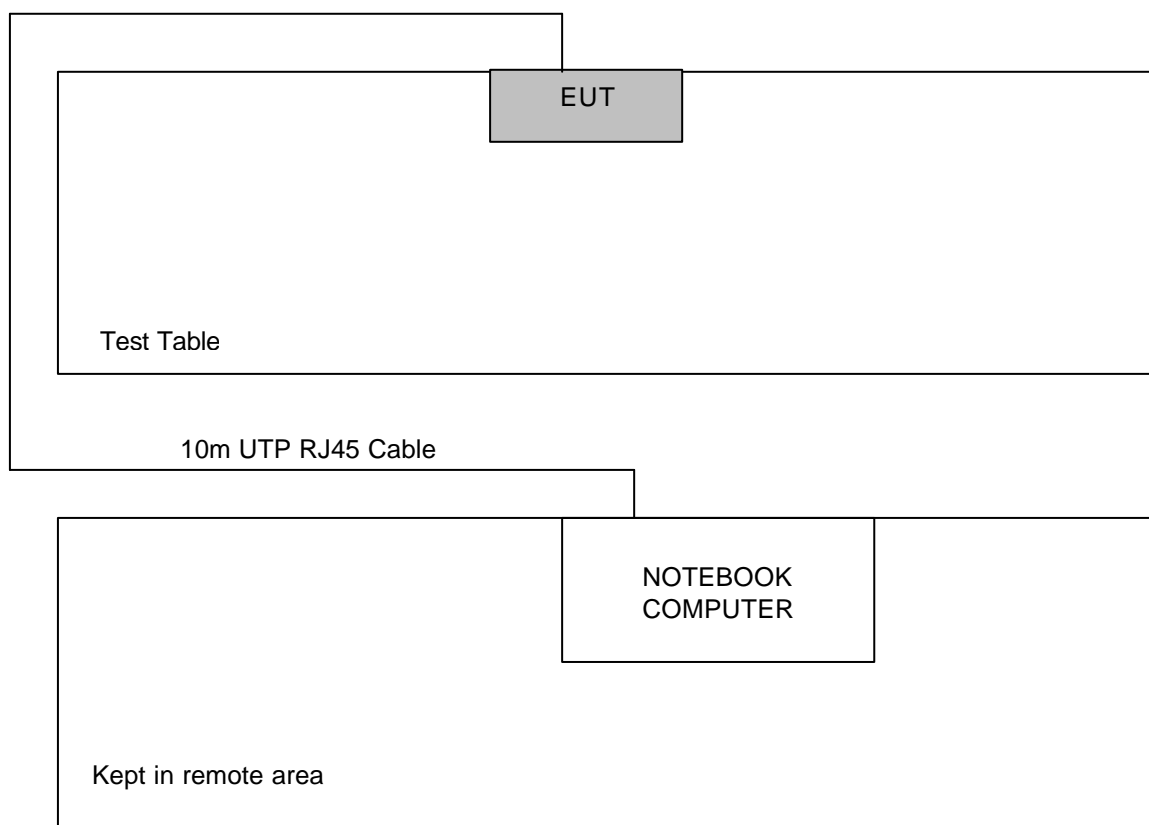 EUT
Test Table
10m UTP RJ45 Cable
NOTEBOOK
COMPUTER
Kept in remote area